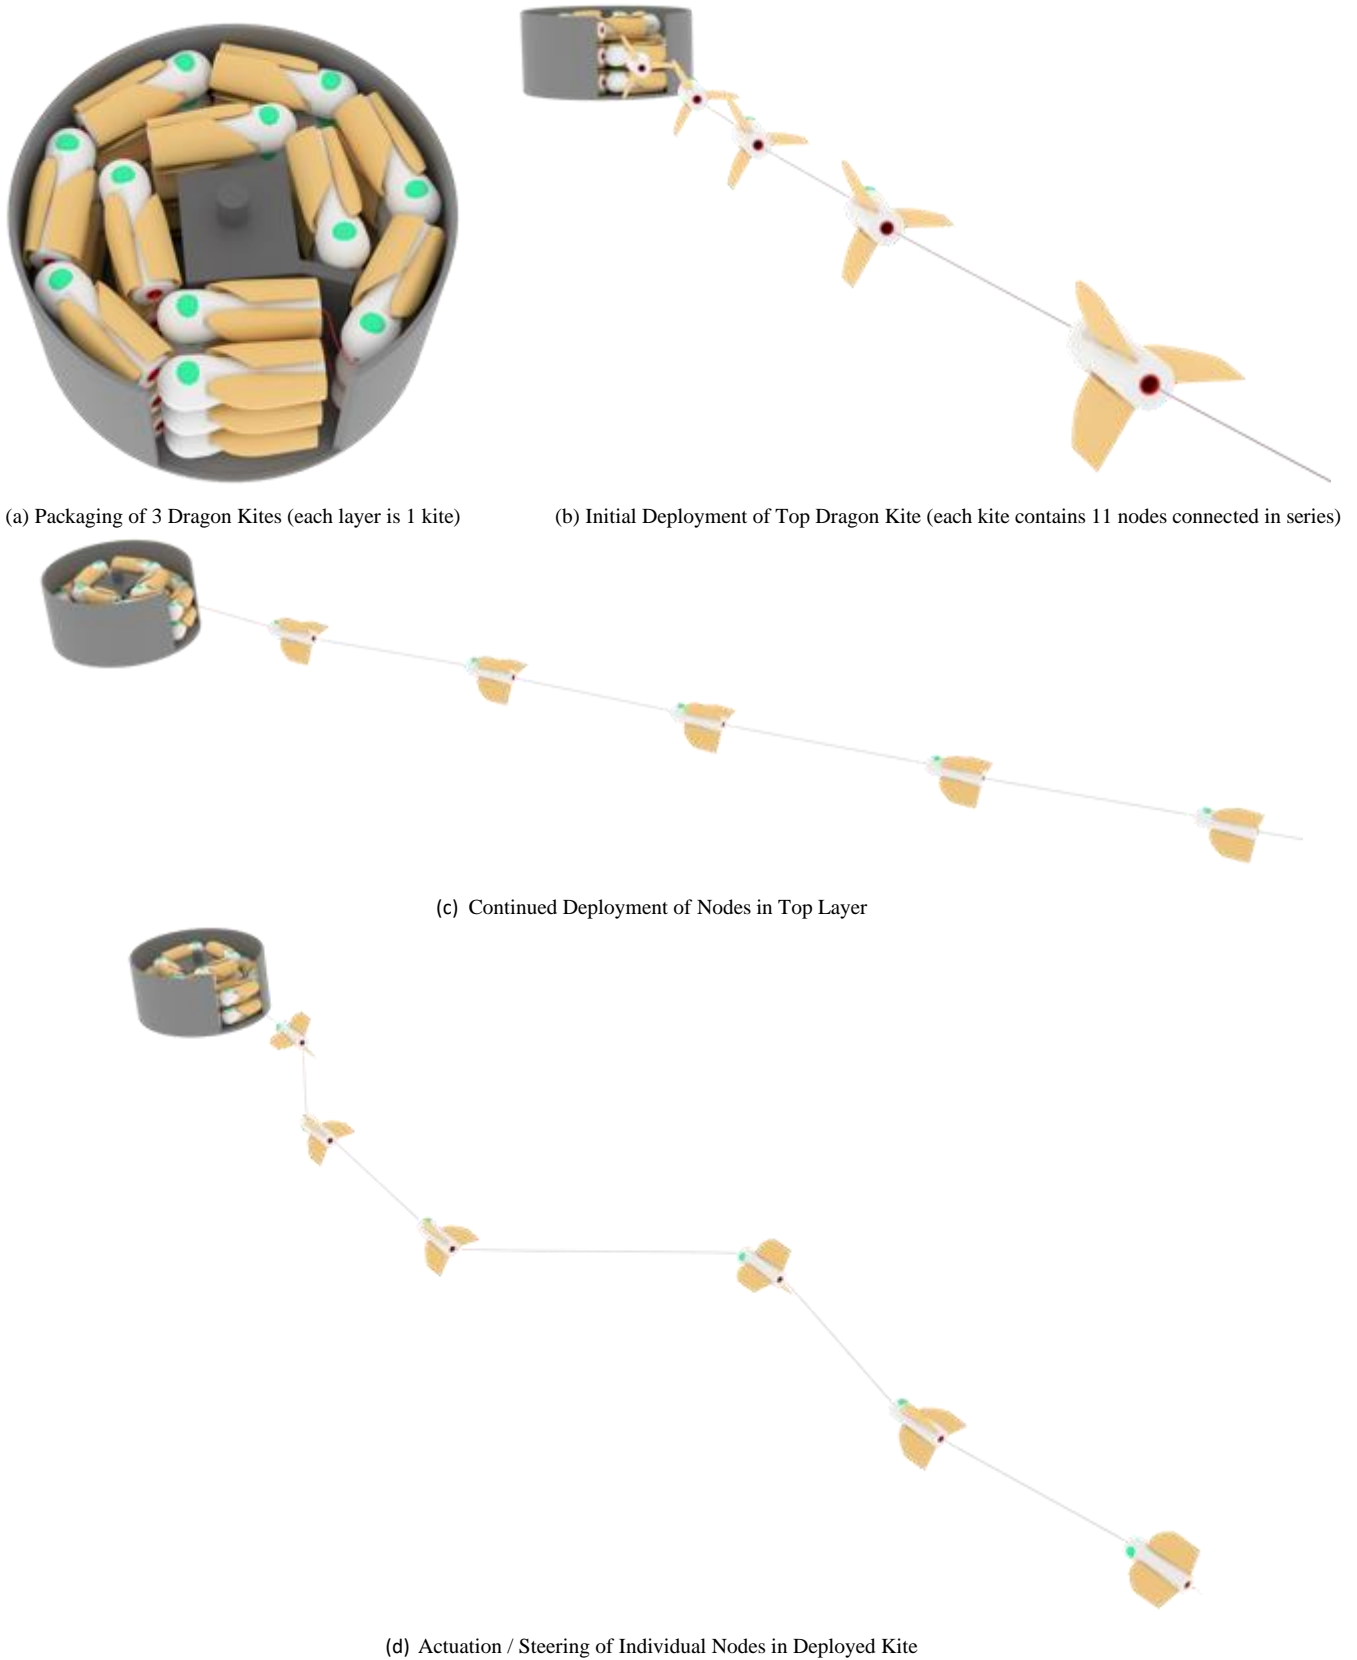 (a) Packaging of 3 Dragon Kites (each layer is 1 kite)
(b) Initial Deployment of Top Dragon Kite (each kite contains 11 nodes connected in series)
(c) Continued Deployment of Nodes in Top Layer
(d) Actuation / Steering of Individual Nodes in Deployed Kite